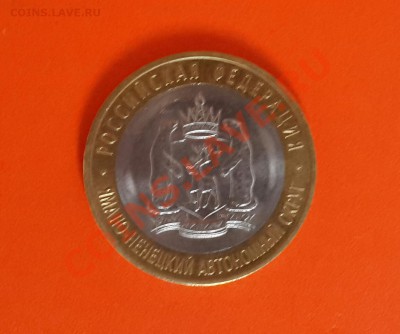 COINS.LAVE.RU
РОССИЙСКАЯ ФЕДЕРАЦИЯ
ЯМАЛО-НЕНЕЦКИЙ АВТОНОМНЫЙ ОКРУГ
COINS.LAVE.RU